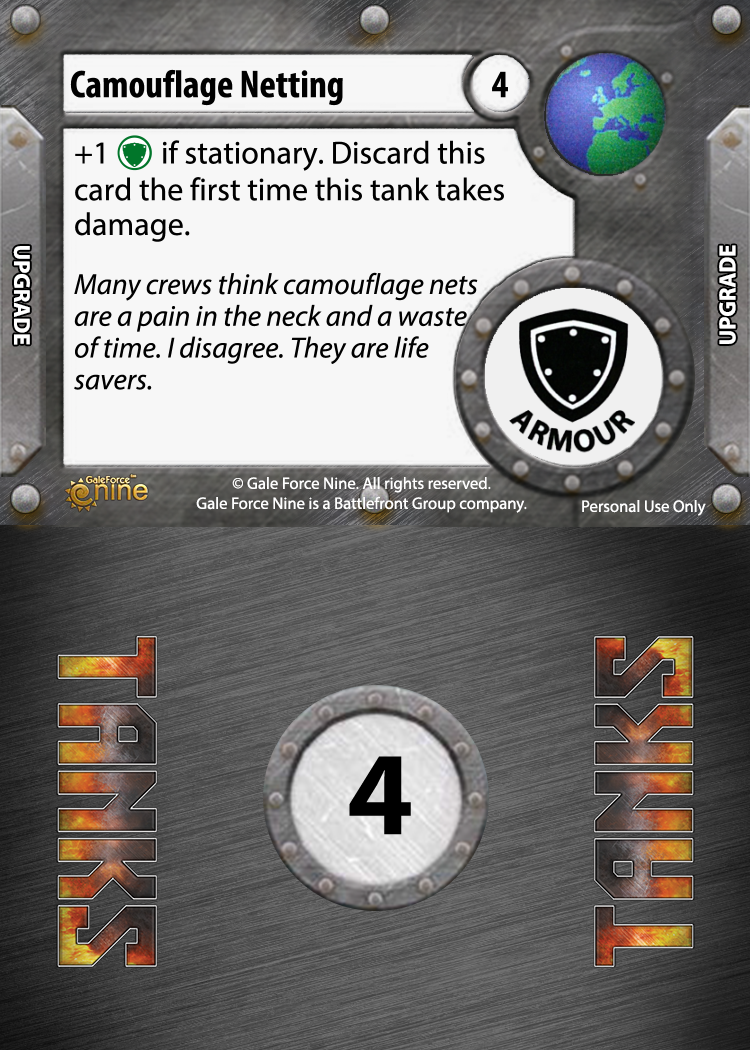 Camouflage Netting
4
+1 if stationary. Discard this
card the first time this tank takes
damage.
Many crews think camouflage nets
are a pain in the neck and a waste
of time. I disagree. They are life
savers.
UPGRADE
UPGRADE
ARMOUR
GaleForce™
nine
© Gale Force Nine. All rights reserved.
Gale Force Nine is a Battlefront Group company.
Personal Use Only
TANKS
4
TANKS